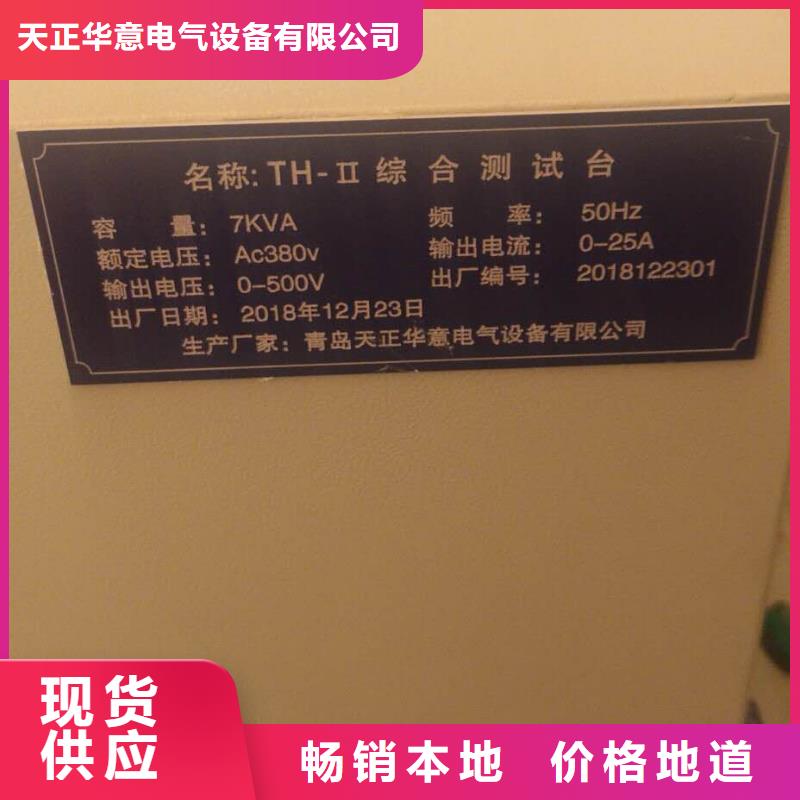 天正华意电气设备有限公司
名称: TH-Ⅱ 综合测试台
容 量: 7KVA 频 率: 50Hz
额定电压: Ac380v 输出电流: 0-25A
输出电压: 0-500V 出厂编号: 2018122301
出厂日期: 2018年12月23日
生产厂家: 青岛天正华意电气设备有限公司
现货
供应
畅销本地 价格地道